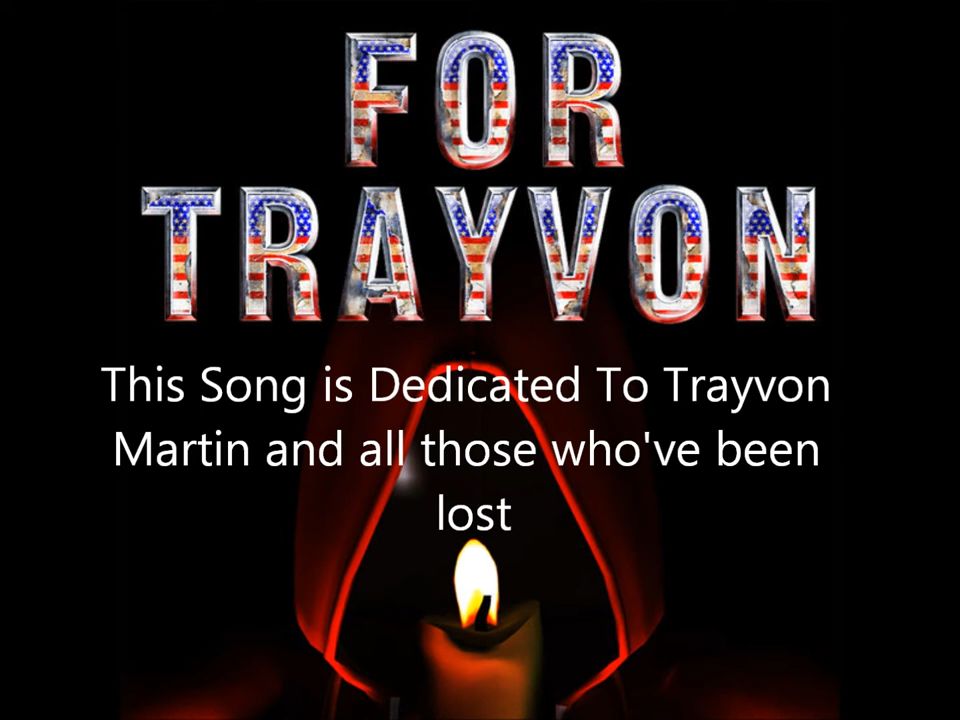 FOR
TRAYVON
This Song is Dedicated To Trayvon
Martin and all those who've been
lost